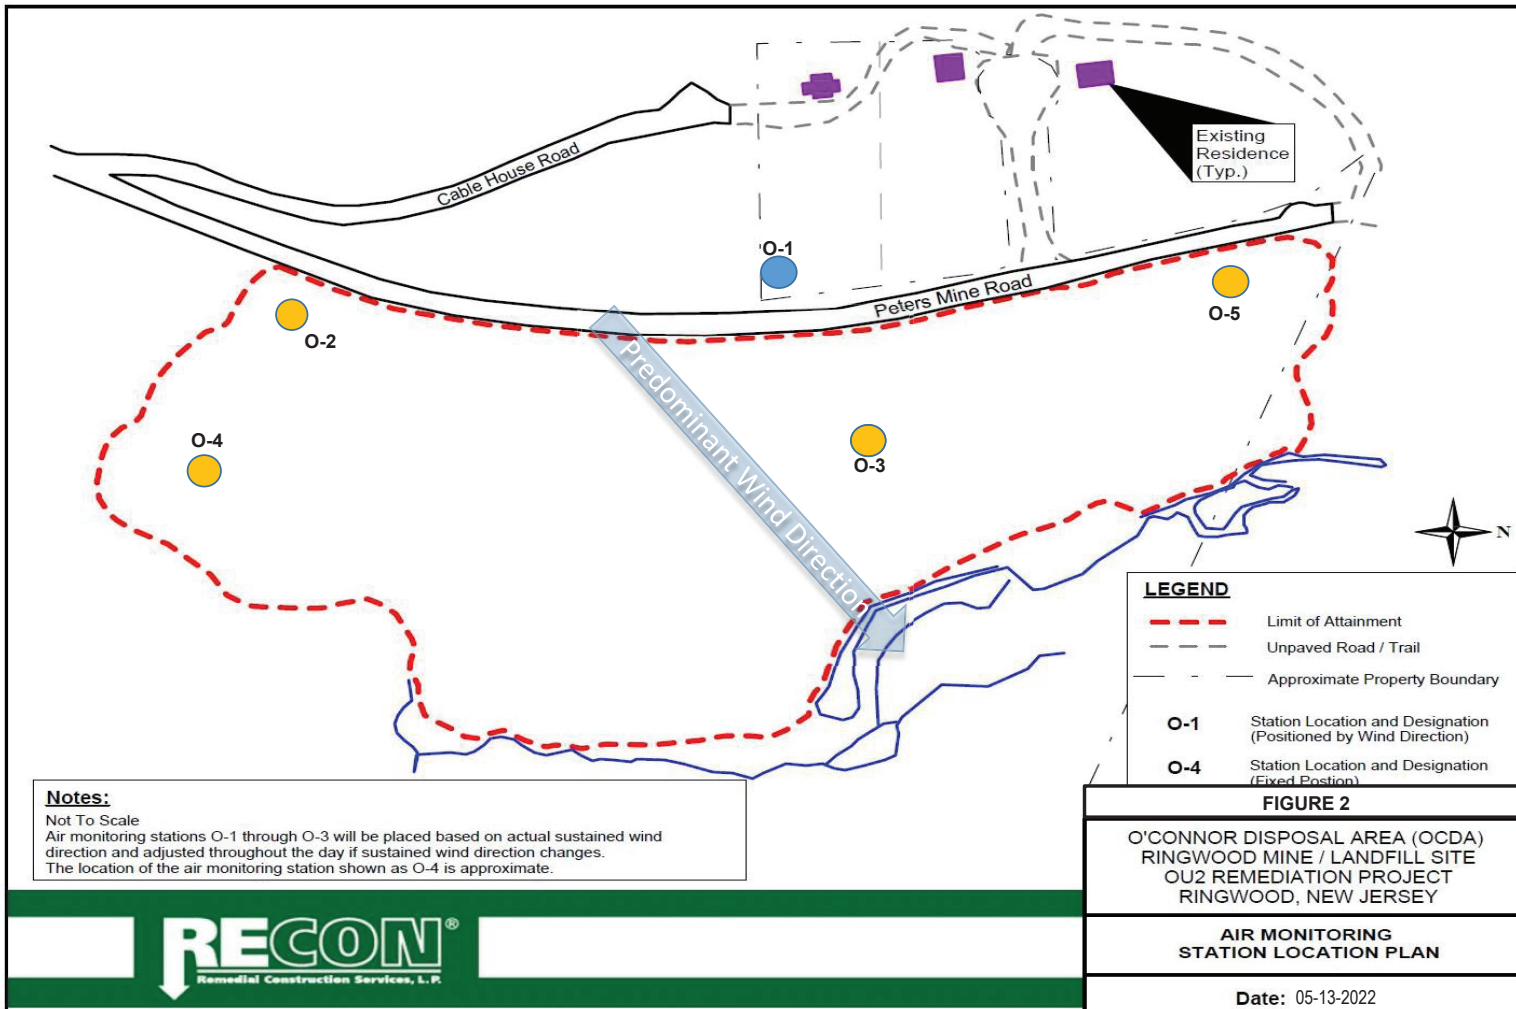 Cable House Road
Existing
Residence
(Typ.)
O-1
Peters Mine Road
O-5
O-2
Predominant Wind Direction
O-4
O-3
N
LEGEND
Limit of Attainment
Unpaved Road / Trail
Approximate Property Boundary
O-1 Station Location and Designation
(Positioned by Wind Direction)
O-4 Station Location and Designation
(Fixed Postion)
Notes:
Not To Scale
Air monitoring stations O-1 through O-3 will be placed based on actual sustained wind
direction and adjusted throughout the day if sustained wind direction changes.
The location of the air monitoring station shown as O-4 is approximate.
FIGURE 2
O'CONNOR DISPOSAL AREA (OCDA)
RINGWOOD MINE / LANDFILL SITE
OU2 REMEDIATION PROJECT
RINGWOOD, NEW JERSEY
AIR MONITORING
STATION LOCATION PLAN
Date: 05-13-2022
RECON®
Remedial Construction Services, L.P.